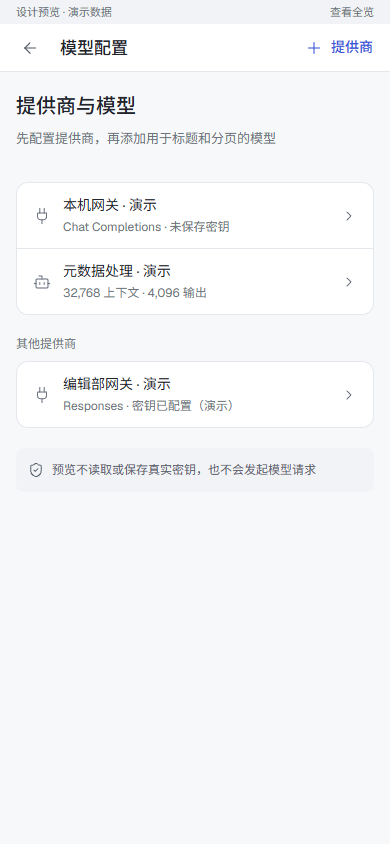 设计预览 · 演示数据
查看全览
模型配置
提供商
提供商与模型
先配置提供商，再添加用于标题和分页的模型
本机网关 · 演示
Chat Completions · 未保存密钥
元数据处理 · 演示
32,768 上下文 · 4,096 输出
其他提供商
编辑部网关 · 演示
Responses · 密钥已配置（演示）
预览不读取或保存真实密钥，也不会发起模型请求